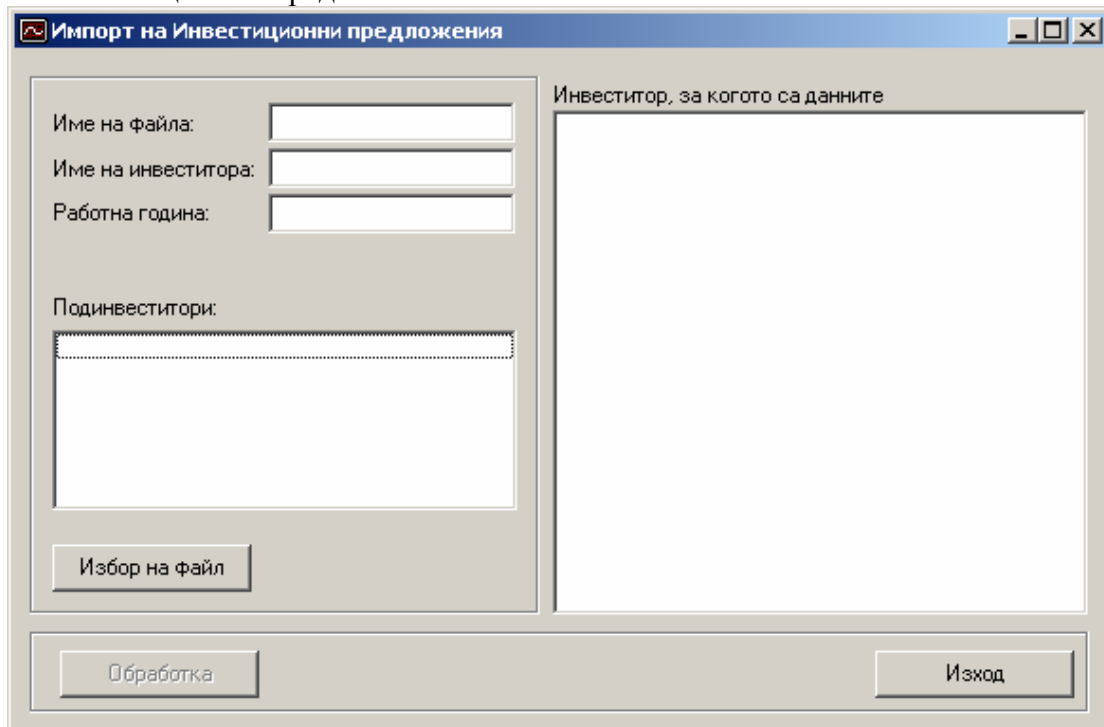 Импорт на Инвестиционни предложения
Име на файла:
Име на инвеститора:
Работна година:
Подинвеститори:
Избор на файл
Инвеститор, за когото са данните
Обработка
Изход